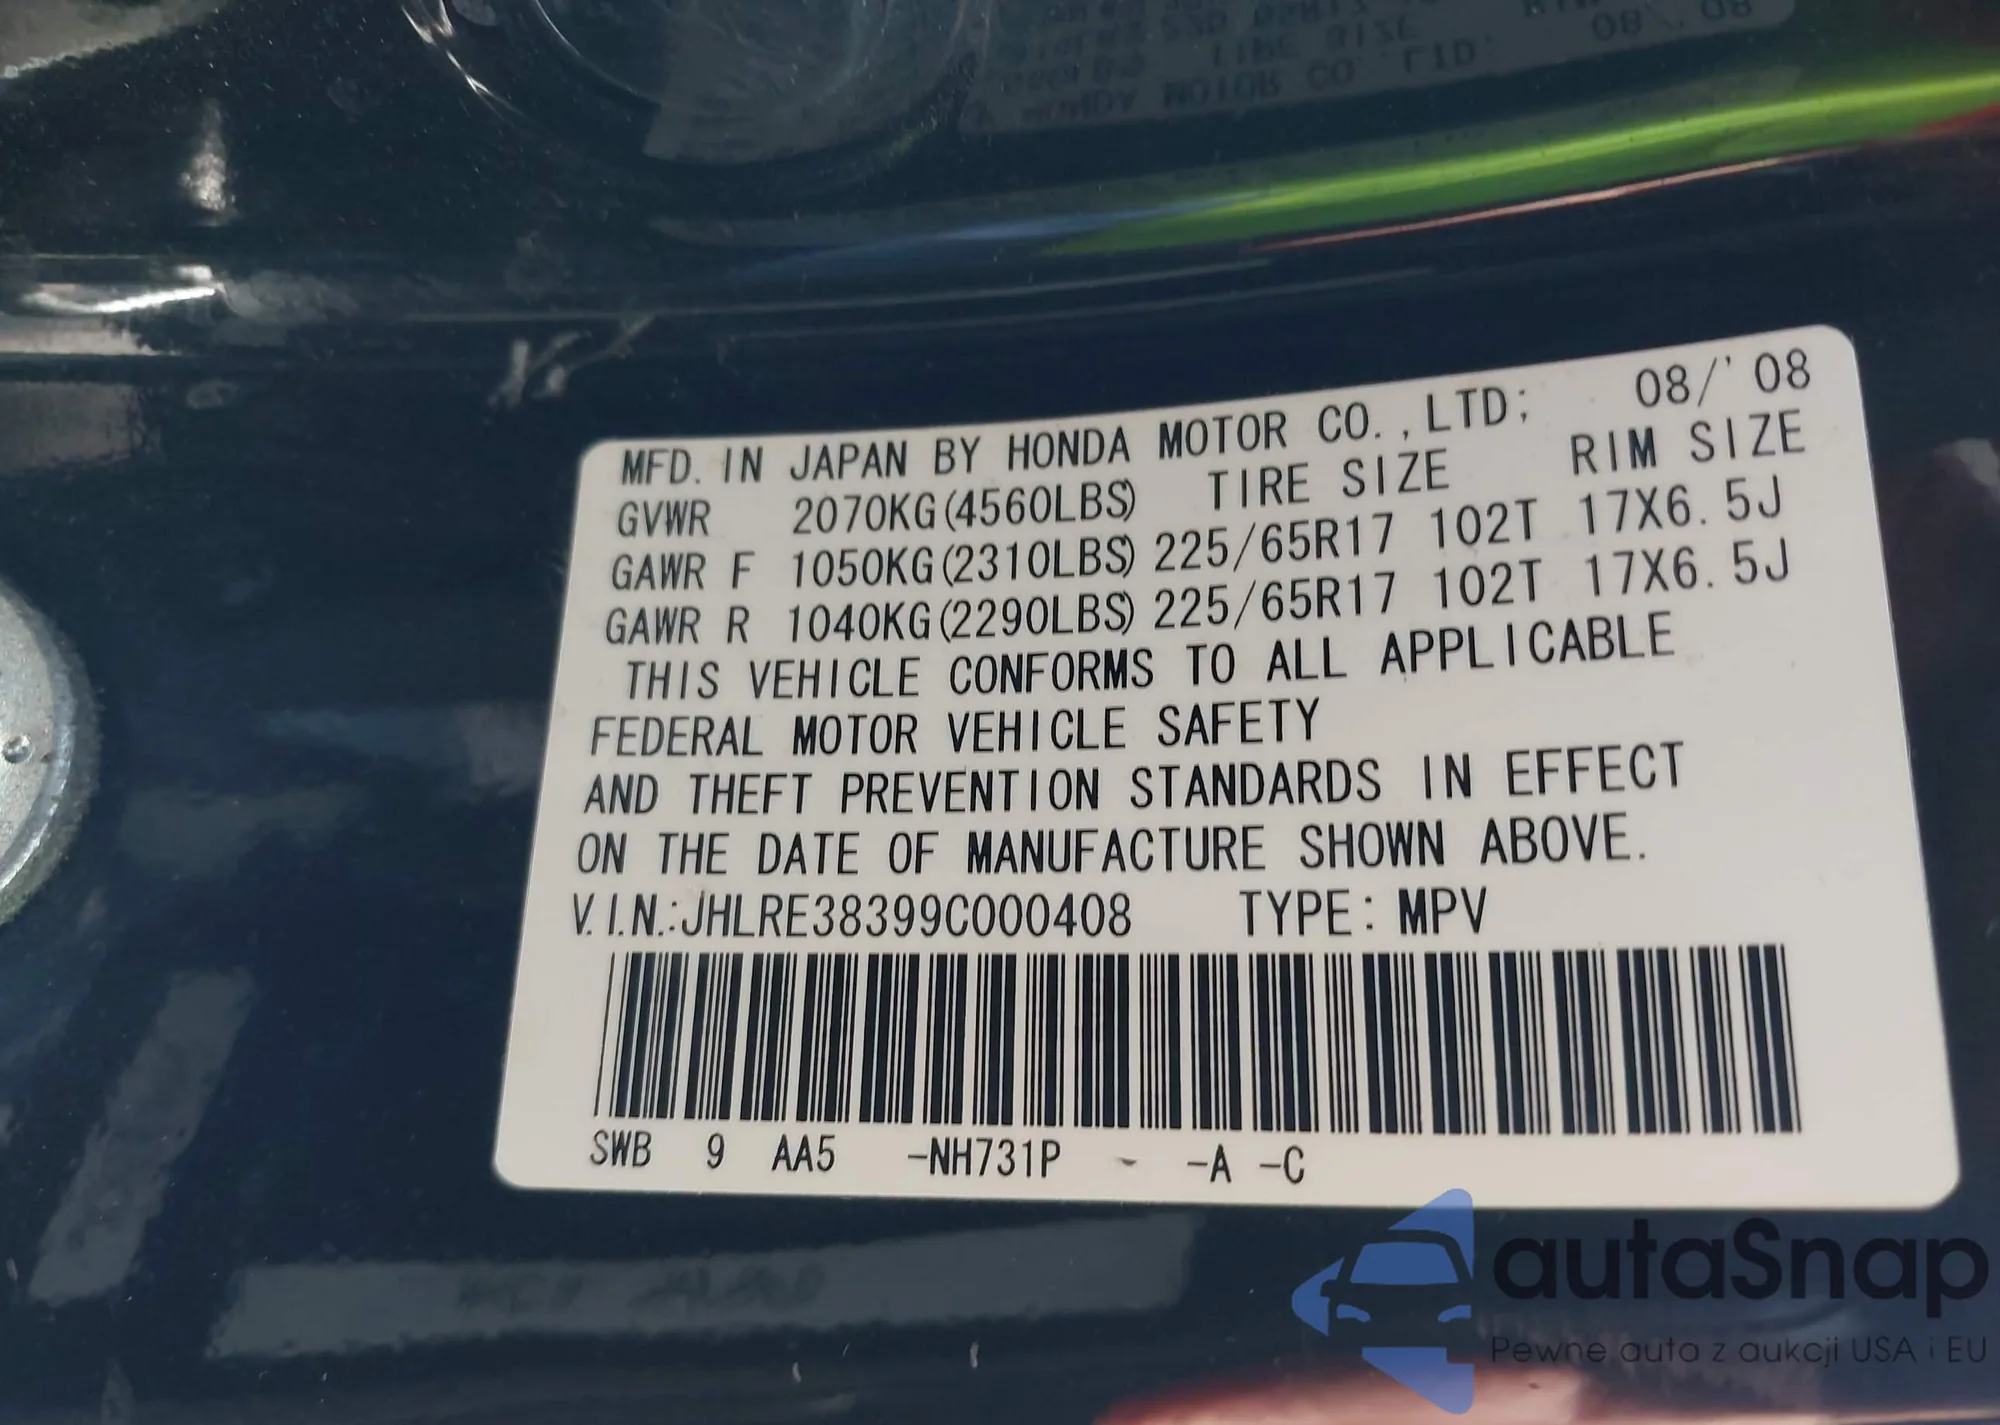 MFD. IN JAPAN BY HONDA MOTOR CO.,LTD; 08/'08
GVWR 2070KG(4560LBS) TIRE SIZE RIM SIZE
GAWR F 1050KG(2310LBS) 225/65R17 102T 17X6.5J
GAWR R 1040KG(2290LBS) 225/65R17 102T 17X6.5J
THIS VEHICLE CONFORMS TO ALL APPLICABLE
FEDERAL MOTOR VEHICLE SAFETY
AND THEFT PREVENTION STANDARDS IN EFFECT
ON THE DATE OF MANUFACTURE SHOWN ABOVE.
V.I.N.:JHLRE38399C000408 TYPE: MPV
SWB 9 AA5 -NH731P - -A -C
autaSnap
Pewne auta z aukcji USA i EU